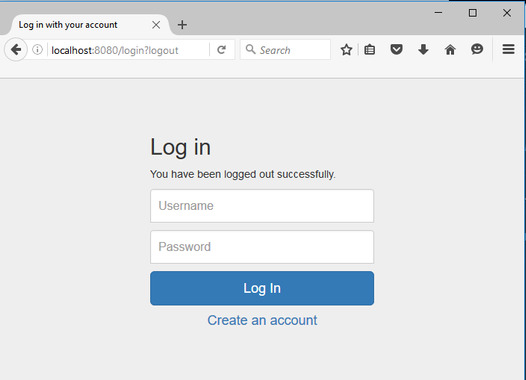 Log in with your account
localhost:8080/login?logout
Search
Log in
You have been logged out successfully.
Username
Password
Log In
Create an account